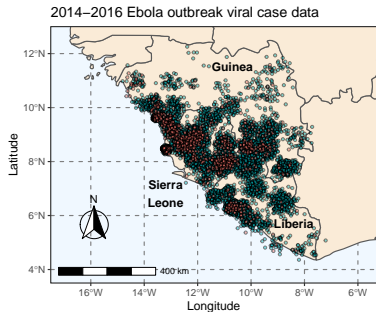 2014–2016 Ebola outbreak viral case data
12°N
Guinea
10°N
Latitude
8°N
Sierra
Leone
N
6°N
Liberia
400 km
4°N
16°W 14°W 12°W 10°W 8°W 6°W
Longitude